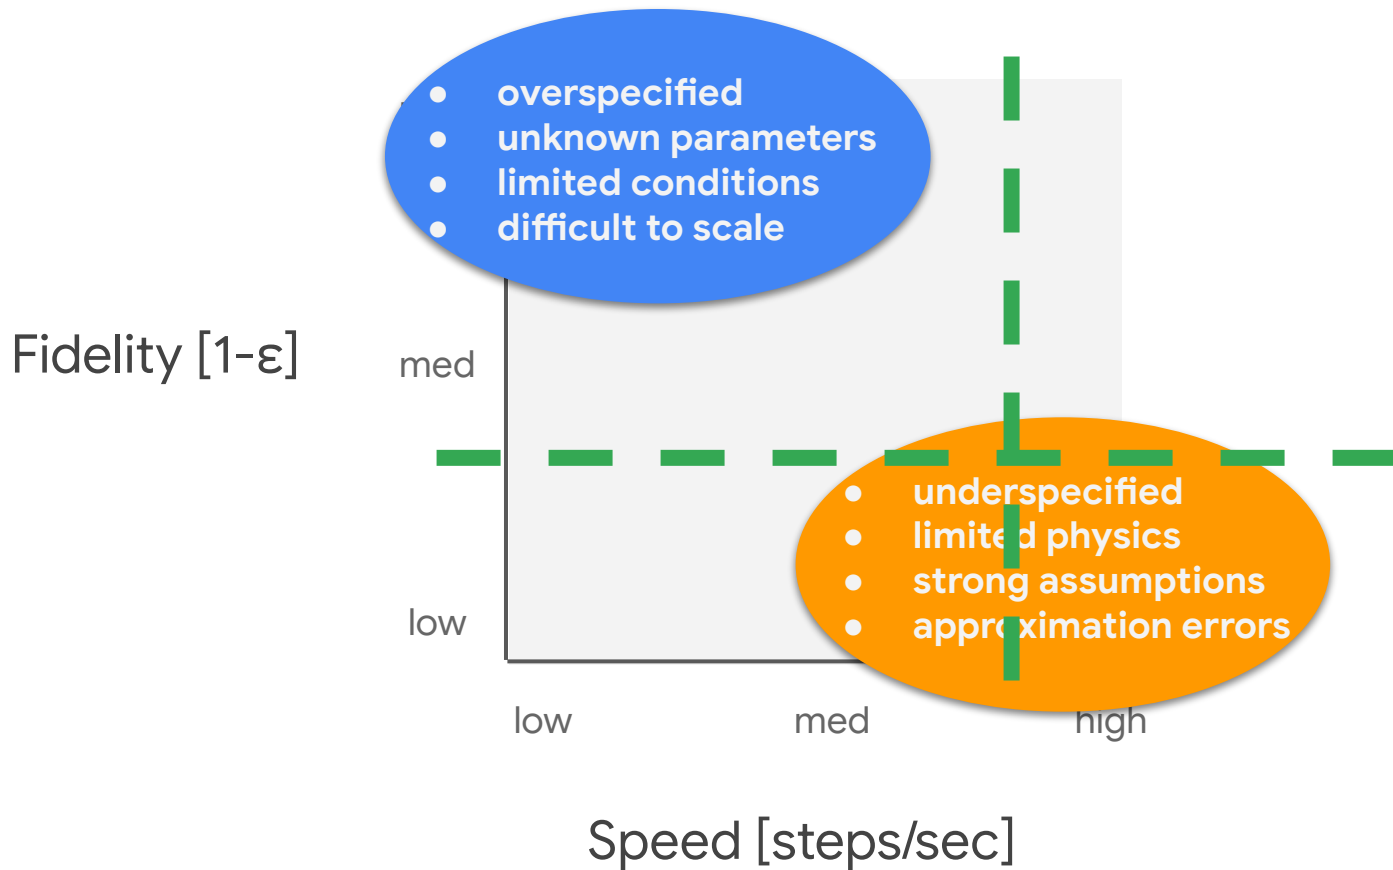 ● overspecified
● unknown parameters
● limited conditions
● difficult to scale
Fidelity [1-ε]
med
● underspecified
● limited physics
● strong assumptions
● approximation errors
low
low med high
Speed [steps/sec]